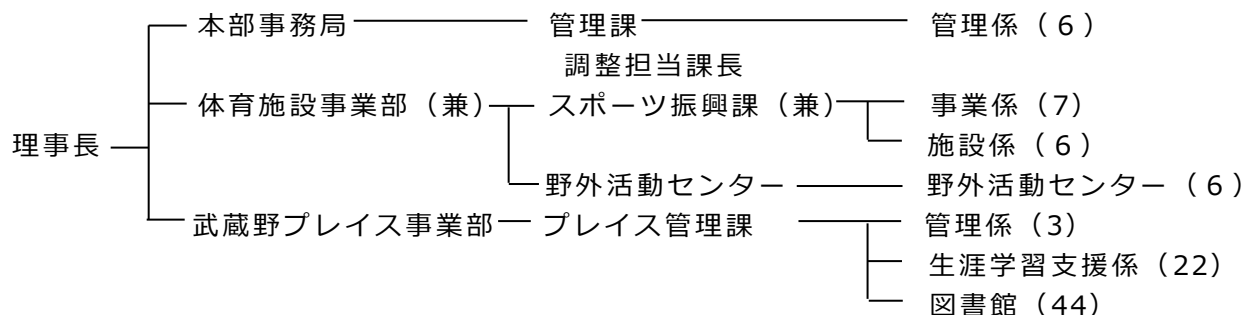 本部事務局 管理課 管理係（6）
調整担当課長
体育施設事業部（兼） スポーツ振興課（兼） 事業係（7）
理事長 施設係（6）
野外活動センター 野外活動センター（6）
武蔵野プレイス事業部 プレイス管理課 管理係（3）
生涯学習支援係（22）
図書館（44）